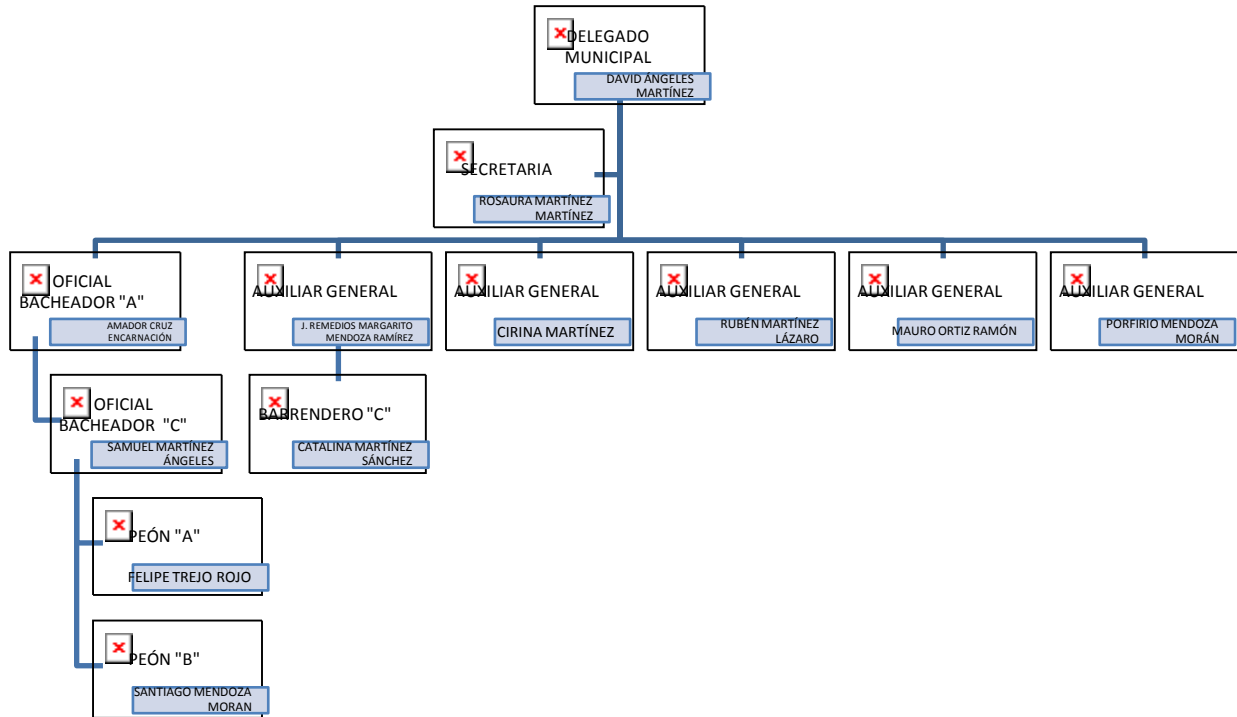 DELEGADO
MUNICIPAL
DAVID ÁNGELES
MARTÍNEZ
SECRETARIA
ROSAURA MARTÍNEZ
MARTÍNEZ
OFICIAL
BACHEADOR "A"
AMADOR CRUZ
ENCARNACIÓN
AUXILIAR GENERAL
J. REMEDIOS MARGARITO
MENDOZA RAMÍREZ
AUXILIAR GENERAL
CIRINA MARTÍNEZ
AUXILIAR GENERAL
RUBÉN MARTÍNEZ
LÁZARO
AUXILIAR GENERAL
MAURO ORTIZ RAMÓN
AUXILIAR GENERAL
PORFIRIO MENDOZA
MORÁN
OFICIAL
BACHEADOR "C"
SAMUEL MARTÍNEZ
ÁNGELES
BARRENDERO "C"
CATALINA MARTÍNEZ
SÁNCHEZ
PEÓN "A"
FELIPE TREJO ROJO
PEÓN "B"
SANTIAGO MENDOZA
MORAN